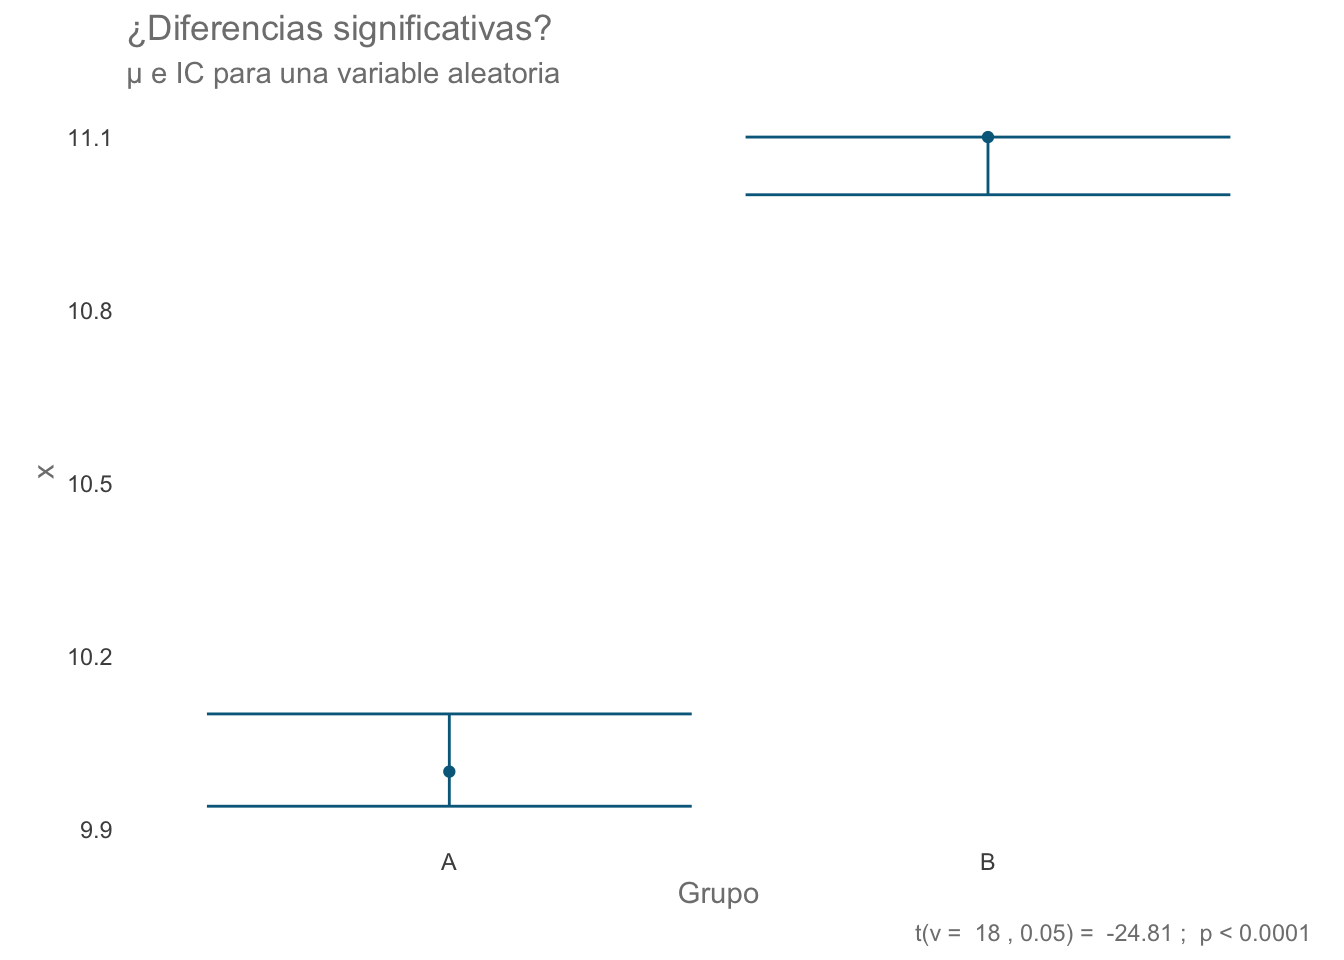 ¿Diferencias significativas?
μ e IC para una variable aleatoria
11.1
10.8
10.5
10.2
9.9
x
A
B
Grupo
t(v =  18 , 0.05) =  -24.81 ;  p < 0.0001